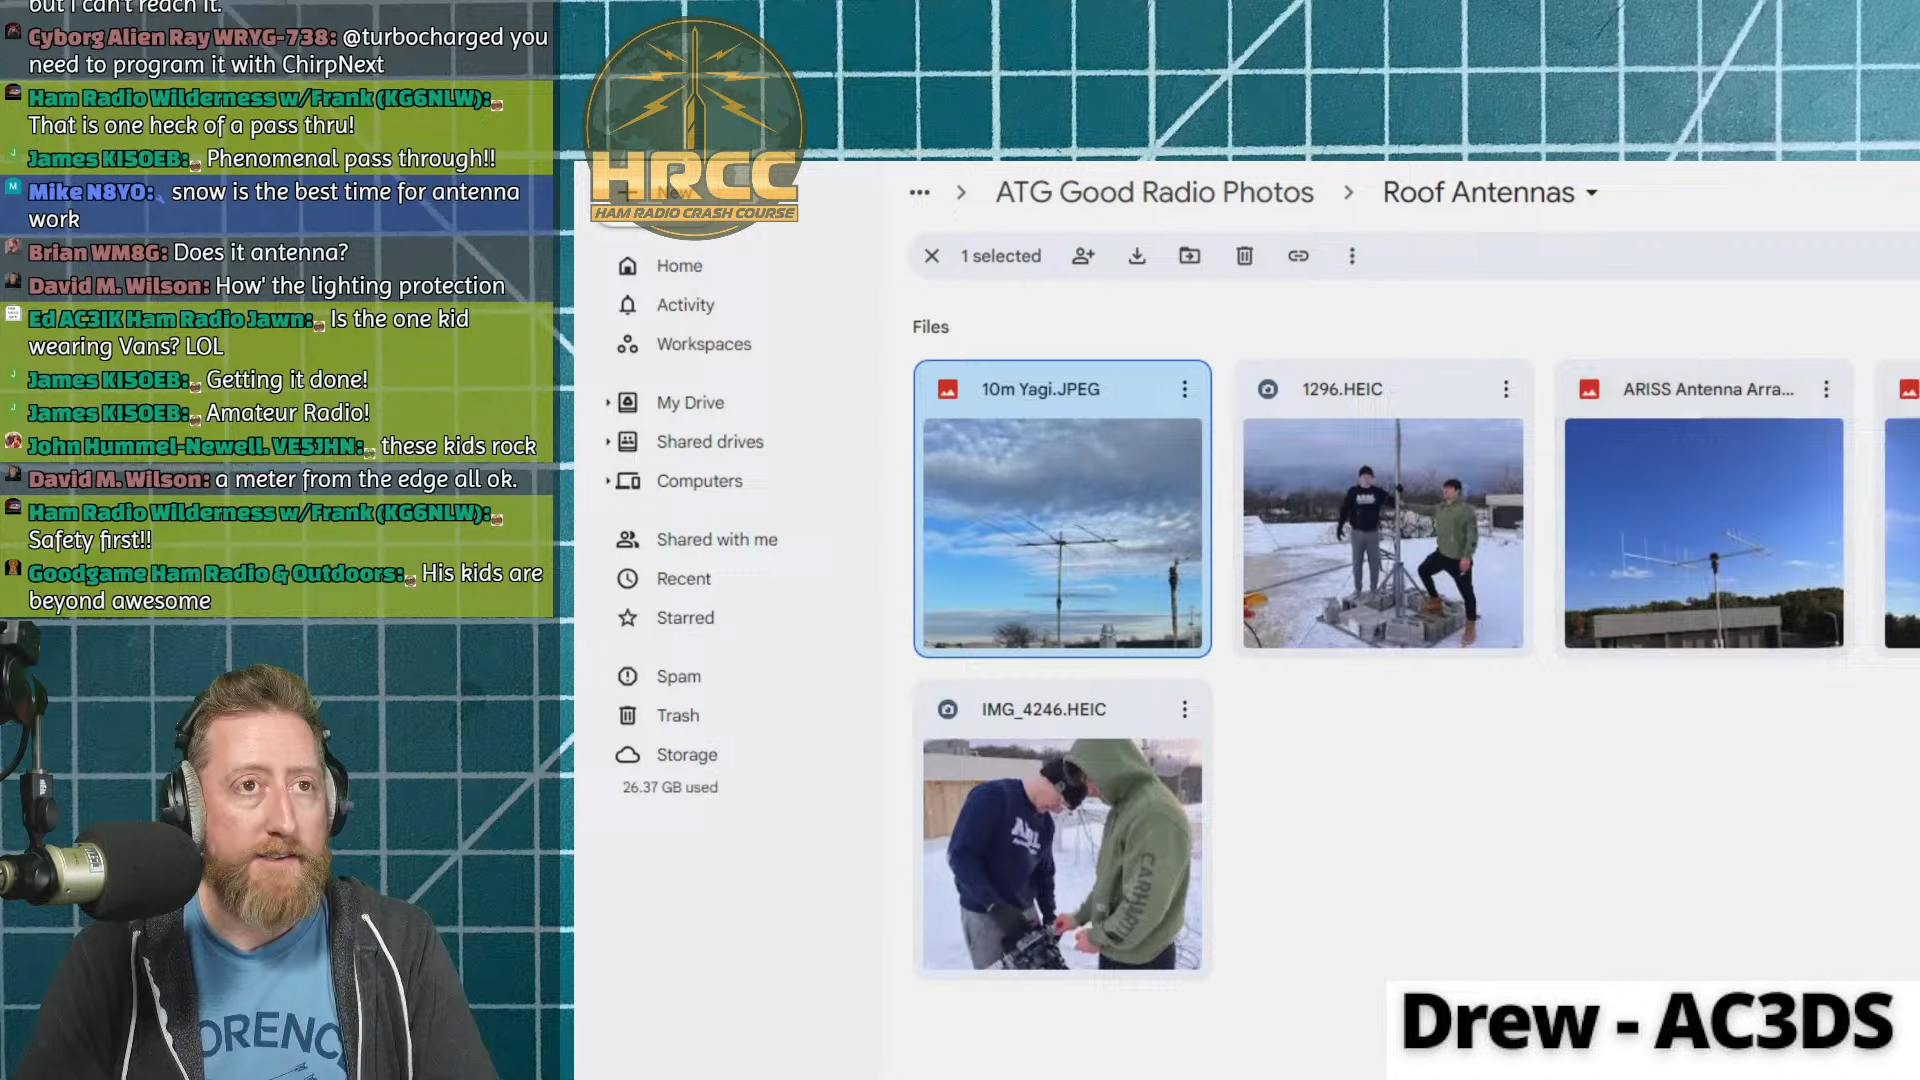 but I can't reach it.
Cyborg Alien Ray WRYG-738: @turbocharged you
need to program it with ChirpNext
Ham Radio Wilderness w/Frank (KG6NLW):
That is one heck of a pass thru!
James KI5OEB: Phenomenal pass through!!
Mike N8YO: snow is the best time for antenna
work
Brian WM8G: Does it antenna?
David M. Wilson: How' the lighting protection
Ed AC3IK Ham Radio Jawn: Is the one kid
wearing Vans? LOL
James KI5OEB: Getting it done!
James KI5OEB: Amateur Radio!
John Hummel-Newell. VE5JHN: these kids rock
David M. Wilson: a meter from the edge all ok.
Ham Radio Wilderness w/Frank (KG6NLW):
Safety first!!
Goodgame Ham Radio & Outdoors: His kids are
beyond awesome
HRCC
HAM RADIO CRASH COURSE
New
Home
Activity
Workspaces
My Drive
Shared drives
Computers
Shared with me
Recent
Starred
Spam
Trash
Storage
26.37 GB used
... > ATG Good Radio Photos > Roof Antennas
1 selected
Files
10m Yagi.JPEG
1296.HEIC
ARISS Antenna Arra...
IMG_4246.HEIC
CARHARTT
Drew - AC3DS